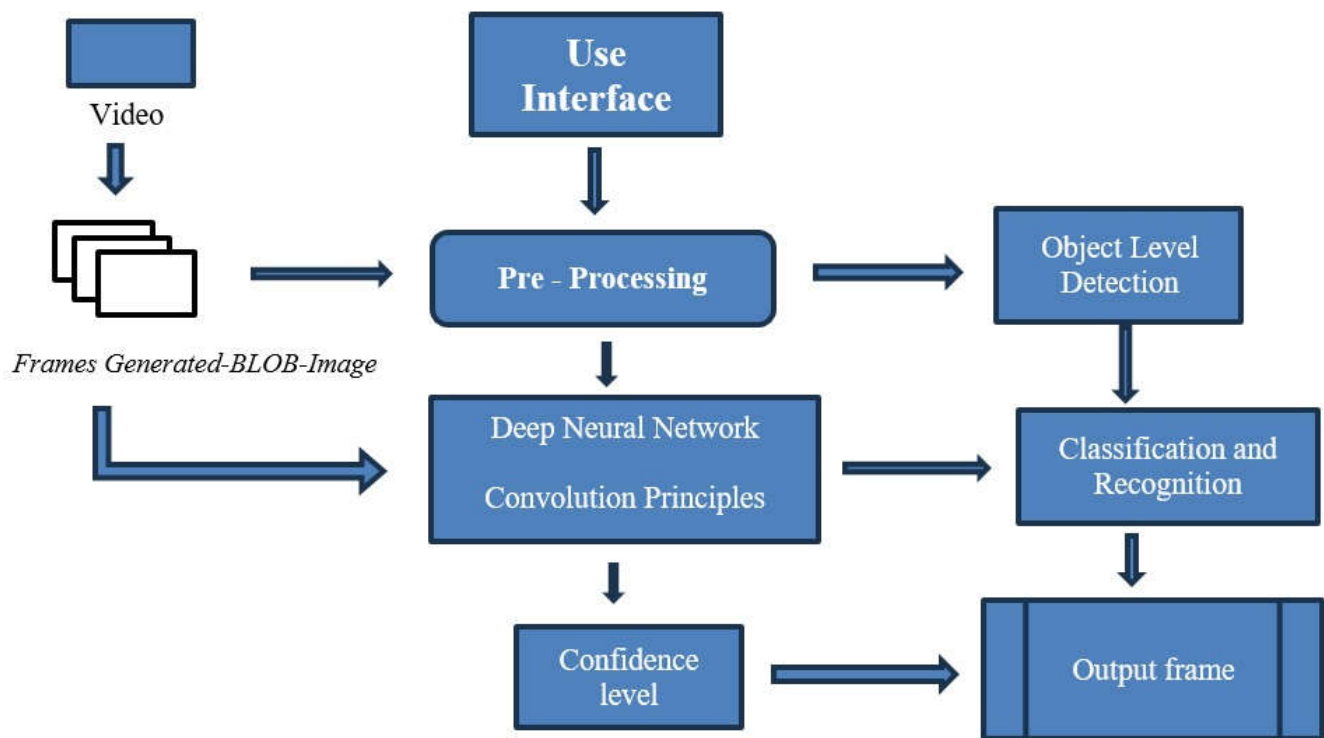 Use
Interface
Video
Pre - Processing
Object Level
Detection
Frames Generated-BLOB-Image
Deep Neural Network
Convolution Principles
Classification and
Recognition
Confidence
level
Output frame